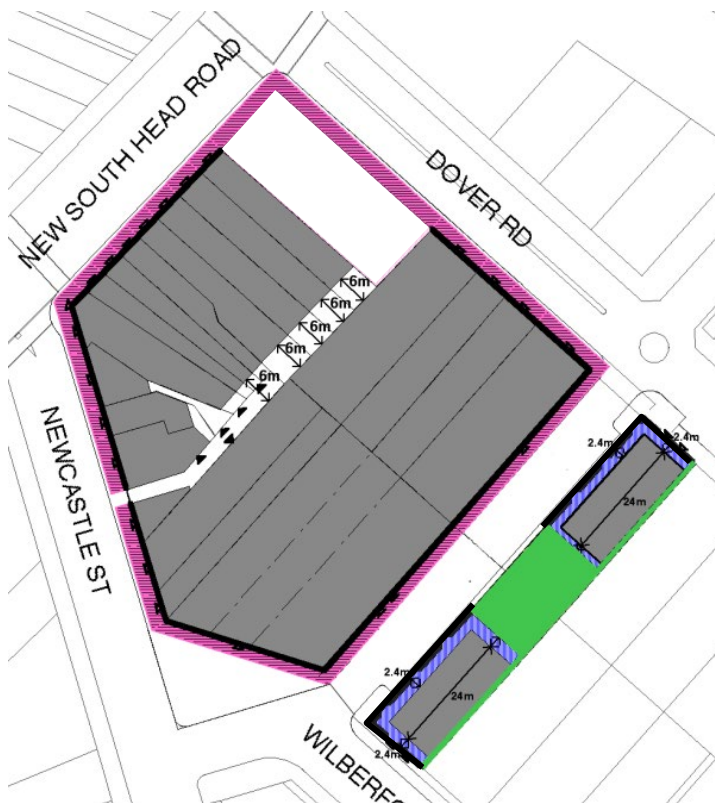 NEW SOUTH HEAD ROAD
DOVER RD
6m
6m
6m
6m
6m
NEWCASTLE ST
2.4m
2.4m
24m
2.4m
24m
2.4m